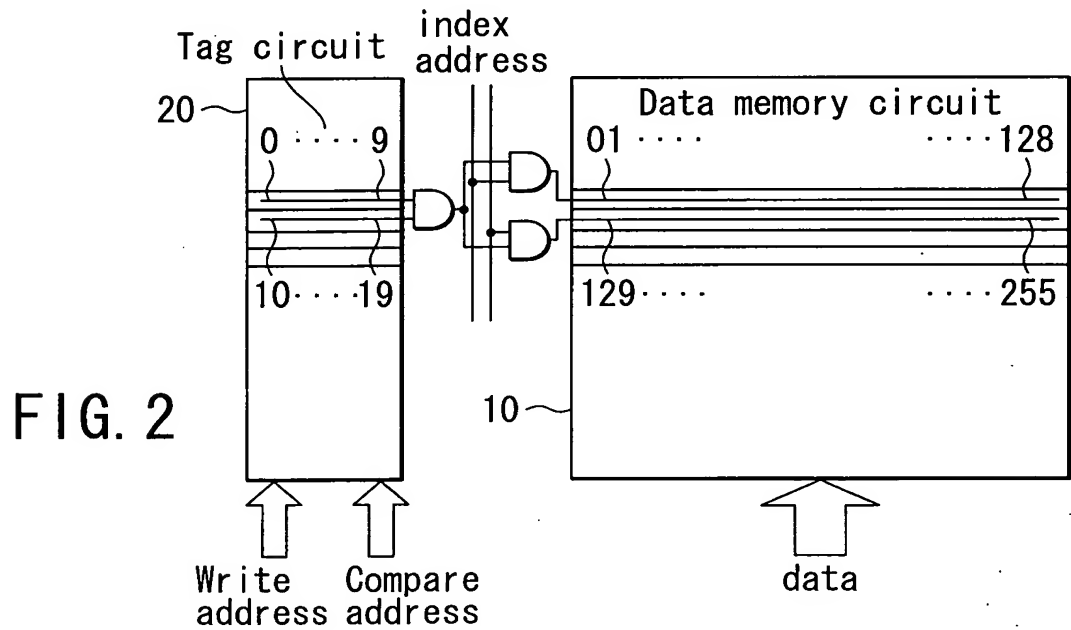 index
address
Tag circuit
20
Data memory circuit
0 ···· 9
01 ···· ···· 128
10 ···· 19
129 ···· ···· 255
FIG. 2
10
Write
address
Compare
address
data